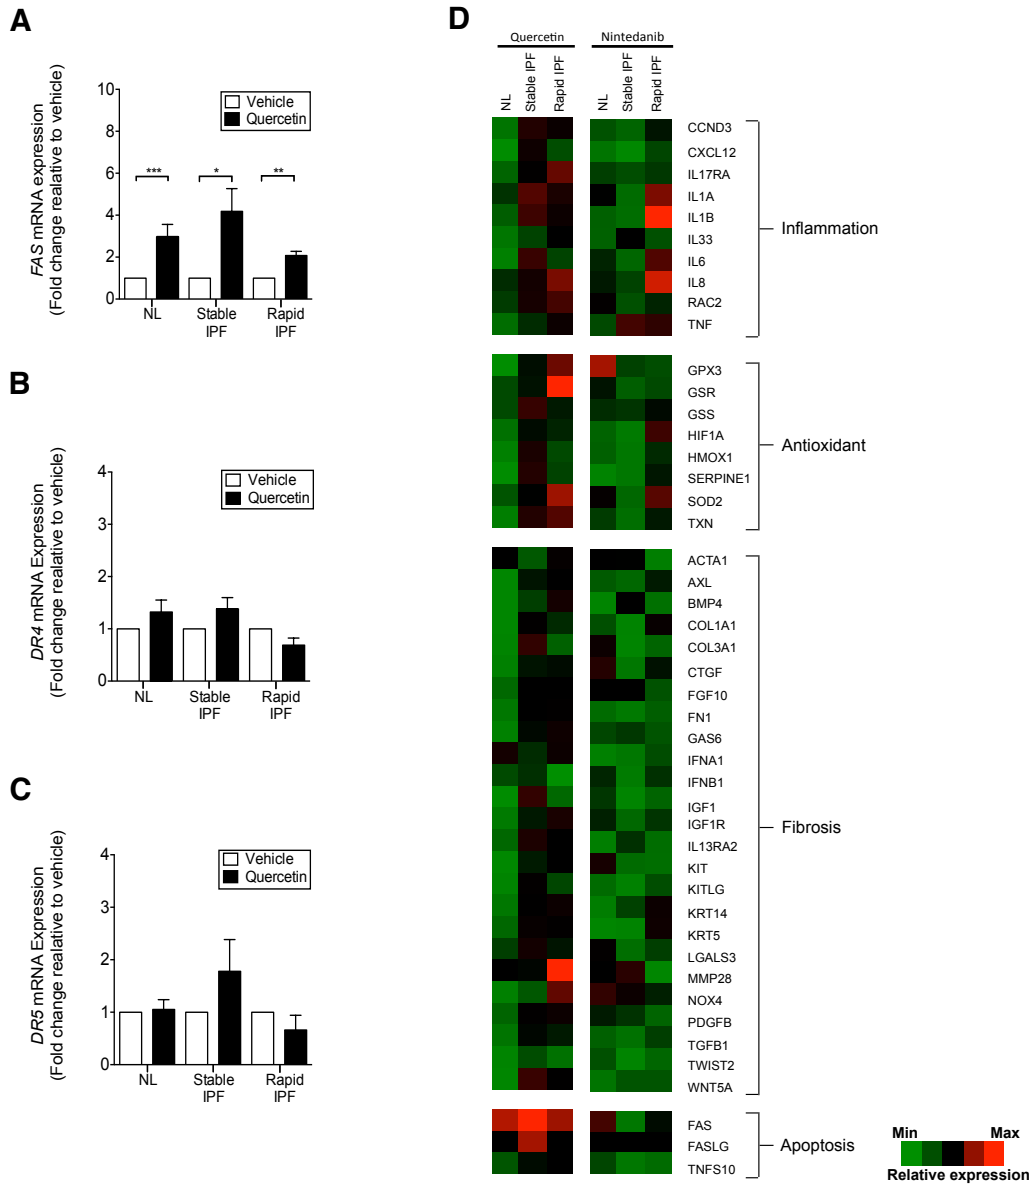 A
FAS mRNA expression
(Fold change realative to vehicle)
10
8
6
4
2
0
Vehicle
Quercetin
***
*
**
NL
Stable
IPF
Rapid
IPF
B
DR4 mRNA Expression
(Fold change realative to vehicle)
4
3
2
1
0
Vehicle
Quercetin
NL
Stable
IPF
Rapid
IPF
C
DR5 mRNA Expression
(Fold change realative to vehicle)
4
3
2
1
0
Vehicle
Quercetin
NL
Stable
IPF
Rapid
IPF
D
Quercetin
Nintedanib
NL
Stable IPF
Rapid IPF
NL
Stable IPF
Rapid IPF
CCND3
CXCL12
IL17RA
IL1A
IL1B
IL33
IL6
IL8
RAC2
TNF
Inflammation
GPX3
GSR
GSS
HIF1A
HMOX1
SERPINE1
SOD2
TXN
Antioxidant
ACTA1
AXL
BMP4
COL1A1
COL3A1
CTGF
FGF10
FN1
GAS6
IFNA1
IFNB1
IGF1
IGF1R
IL13RA2
KIT
KITLG
KRT14
KRT5
LGALS3
MMP28
NOX4
PDGFB
TGFB1
TWIST2
WNT5A
Fibrosis
FAS
FASLG
TNFS10
Apoptosis
Min Max
Relative expression